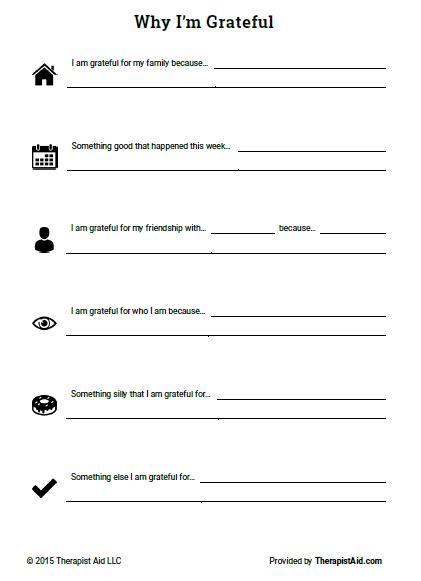 Why I'm Grateful
I am grateful for my family because...
Something good that happened this week...
I am grateful for my friendship with... because...
I am grateful for who I am because...
Something silly that I am grateful for...
Something else I am grateful for...
© 2015 Therapist Aid LLC Provided by TherapistAid.com